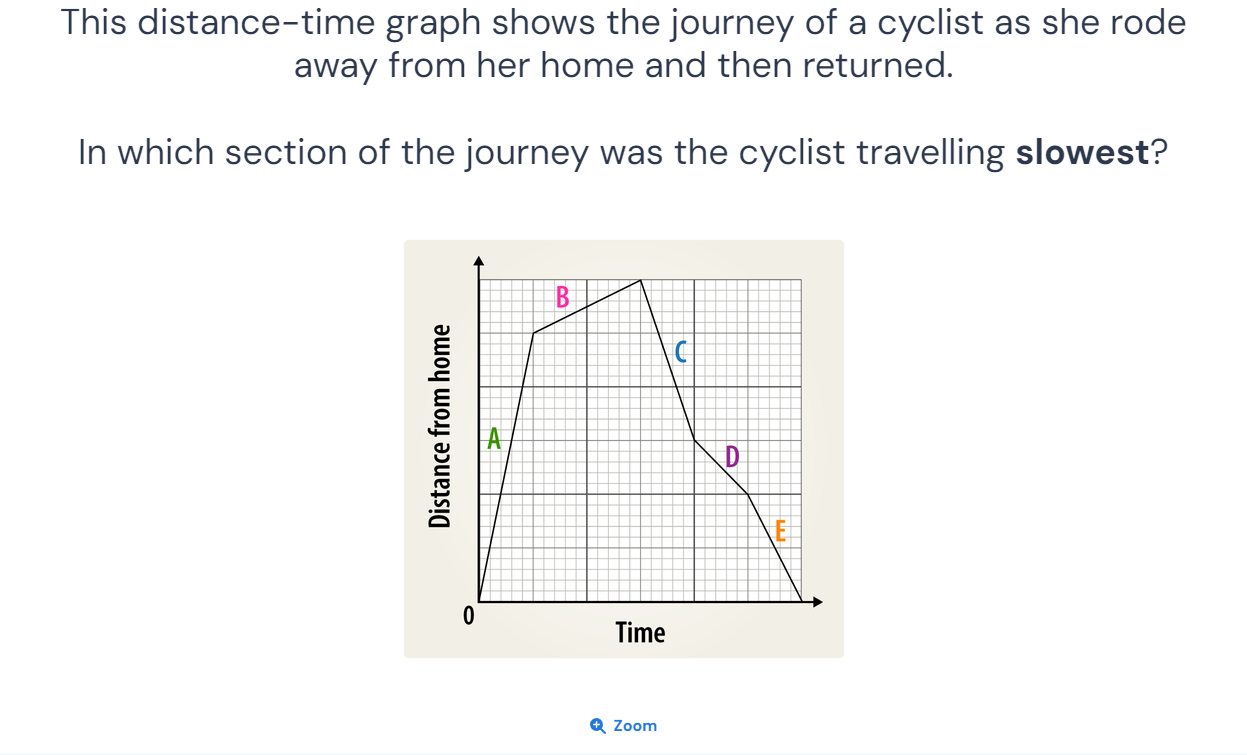 This distance-time graph shows the journey of a cyclist as she rode
away from her home and then returned.
In which section of the journey was the cyclist travelling slowest?
Distance from home
A
B
C
D
E
0
Time
Zoom